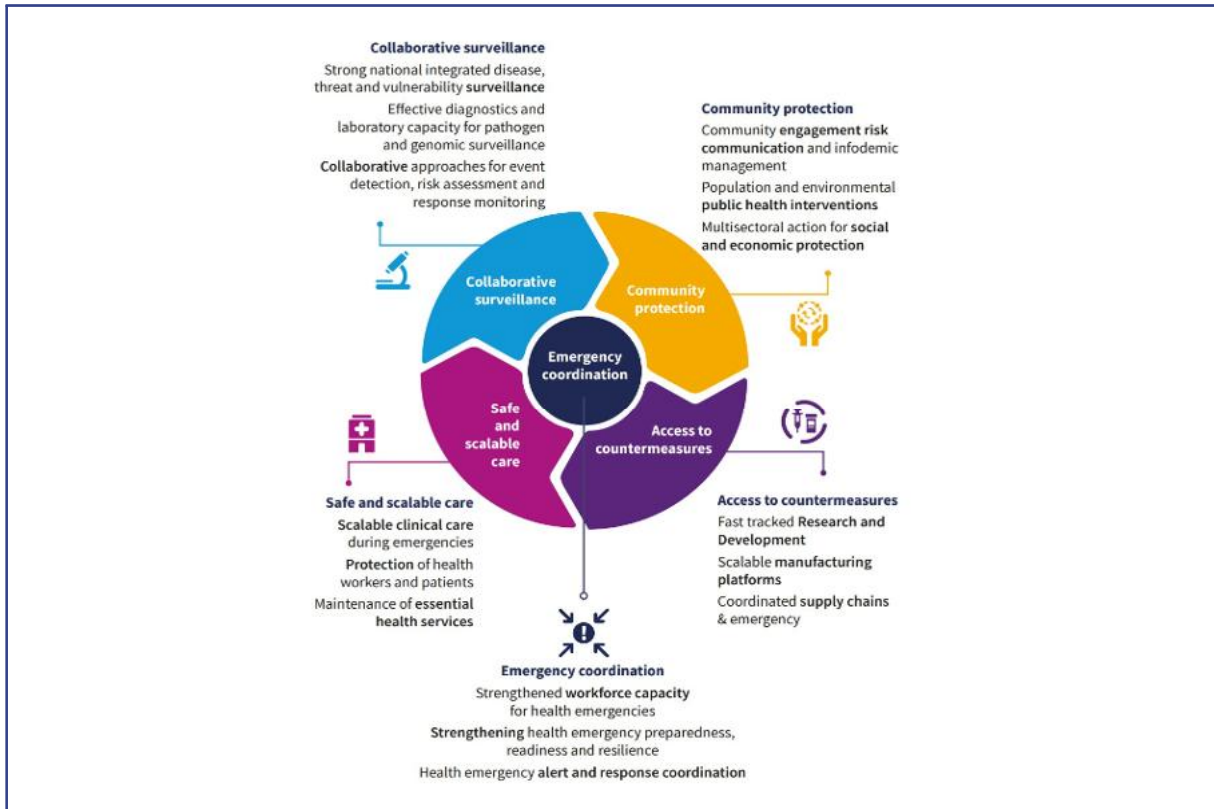 Collaborative surveillance
Strong national integrated disease,
threat and vulnerability surveillance
Effective diagnostics and
laboratory capacity for pathogen
and genomic surveillance
Collaborative approaches for event
detection, risk assessment and
response monitoring
Community protection
Community engagement risk
communication and infodemic
management
Population and environmental
public health interventions
Multisectoral action for social
and economic protection
Collaborative
surveillance
Community
protection
Emergency
coordination
Safe
and
scalable
care
Access to
countermeasures
Safe and scalable care
Scalable clinical care
during emergencies
Protection of health
workers and patients
Maintenance of essential
health services
Access to countermeasures
Fast tracked Research and
Development
Scalable manufacturing
platforms
Coordinated supply chains
& emergency
Emergency coordination
Strengthened workforce capacity
for health emergencies
Strengthening health emergency preparedness,
readiness and resilience
Health emergency alert and response coordination